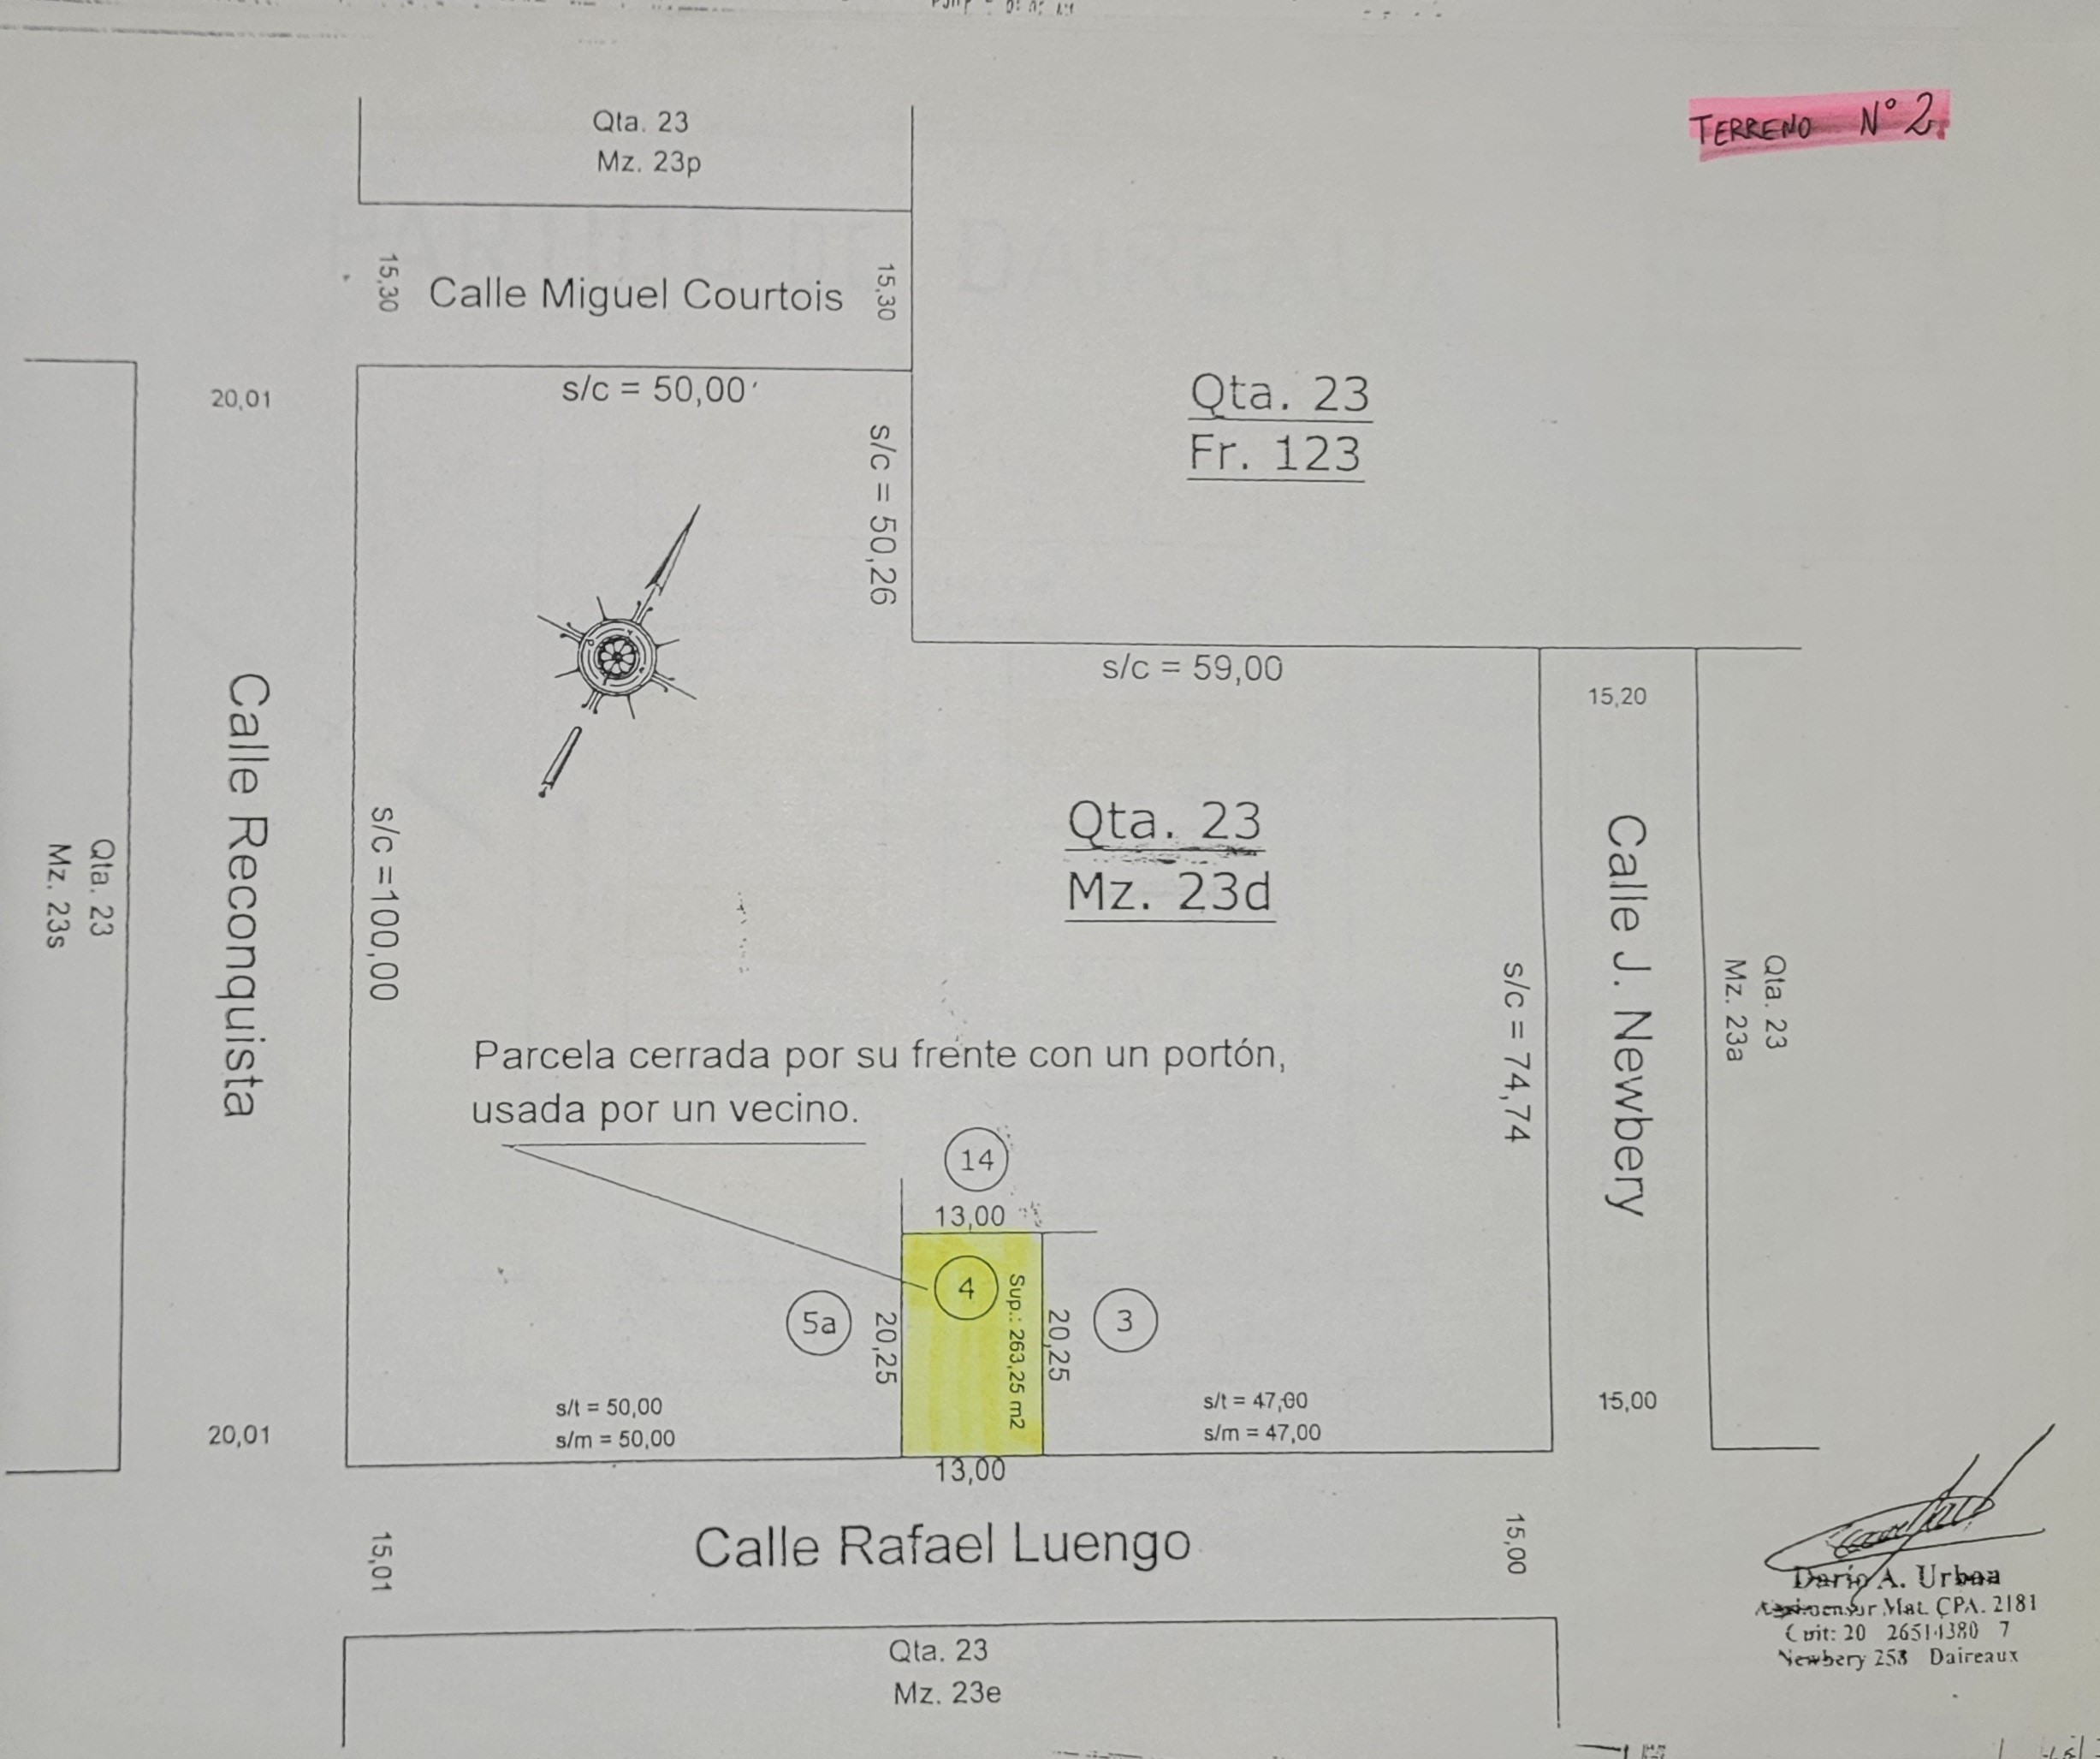 TERRENO N° 2
Qta. 23
Mz. 23p
15,30
Calle Miguel Courtois
15,30
20,01
s/c = 50,00
s/c = 50,26
Qta. 23
Fr. 123
s/c = 59,00
15,20
Calle Reconquista
s/c =100,00
Qta. 23
Mz. 23s
Qta. 23
Mz. 23d
Calle J. Newbery
s/c = 74,74
Qta. 23
Mz. 23a
Parcela cerrada por su frente con un portón,
usada por un vecino.
14
13,00
4
Sup.: 263,25 m2
5a
20,25
20,25
3
s/t = 50,00
s/m = 50,00
s/t = 47,00
s/m = 47,00
15,00
20,01
13,00
15,01
Calle Rafael Luengo
15,00
Qta. 23
Mz. 23e
Darío A. Urbaa
Mat. CPA. 2181
Cuit: 20 26514380 7
Newbery 258 Daireaux